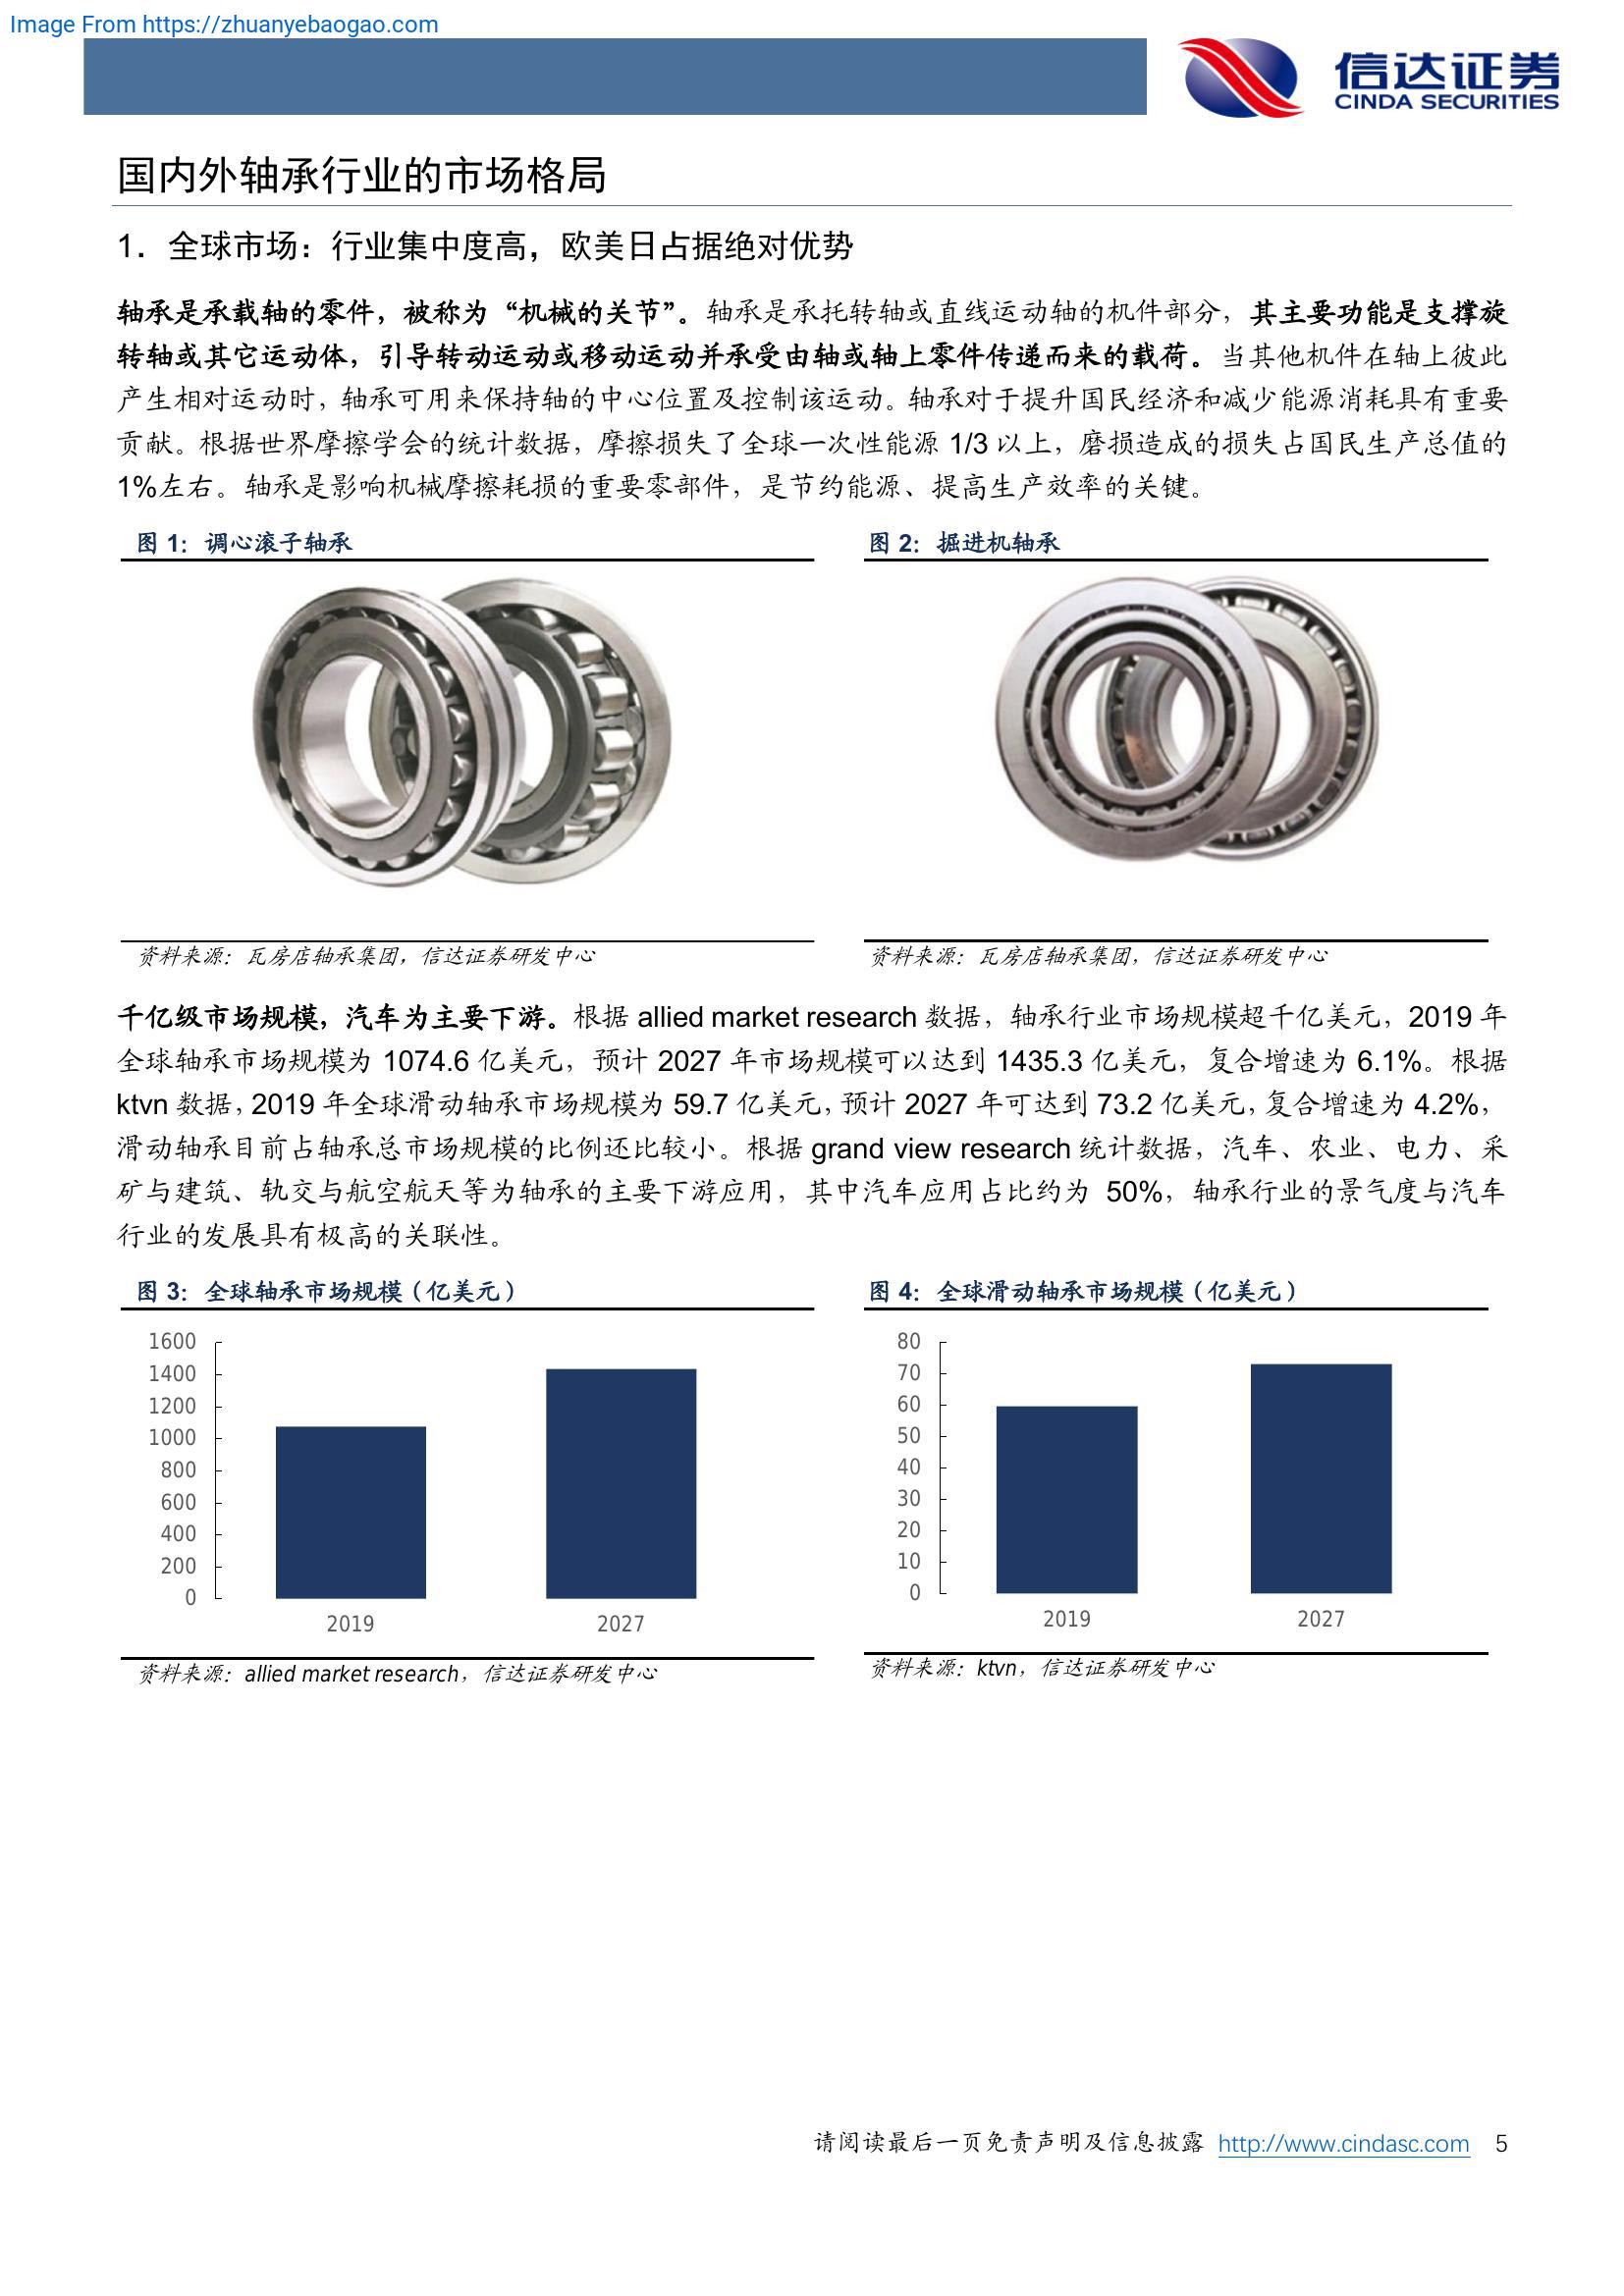 Image From https://zhuanyebaogao.com
信达证券
CINDA SECURITIES
国内外轴承行业的市场格局
1. 全球市场：行业集中度高，欧美日占据绝对优势
轴承是承载轴的零件，被称为“机械的关节”。轴承是承托转轴或直线运动轴的机件部分，其主要功能是支撑旋
转轴或其它运动体，引导转动运动或移动运动并承受由轴或轴上零件传递而来的载荷。当其他机件在轴上彼此
产生相对运动时，轴承可用来保持轴的中心位置及控制该运动。轴承对于提升国民经济和减少能源消耗具有重要
贡献。根据世界摩擦学会的统计数据，摩擦损失了全球一次性能源 1/3 以上，磨损造成的损失占国民生产总值的
1%左右。轴承是影响机械摩擦耗损的重要零部件，是节约能源、提高生产效率的关键。
图 1：调心滚子轴承
图 2：掘进机轴承
资料来源：瓦房店轴承集团，信达证券研发中心
资料来源：瓦房店轴承集团，信达证券研发中心
千亿级市场规模，汽车为主要下游。根据 allied market research 数据，轴承行业市场规模超千亿美元，2019 年
全球轴承市场规模为 1074.6 亿美元，预计 2027 年市场规模可以达到 1435.3 亿美元，复合增速为 6.1%。根据
ktvn 数据，2019 年全球滑动轴承市场规模为 59.7 亿美元，预计 2027 年可达到 73.2 亿美元，复合增速为 4.2%，
滑动轴承目前占轴承总市场规模的比例还比较小。根据 grand view research 统计数据，汽车、农业、电力、采
矿与建筑、轨交与航空航天等为轴承的主要下游应用，其中汽车应用占比约为 50%，轴承行业的景气度与汽车
行业的发展具有极高的关联性。
图 3：全球轴承市场规模（亿美元）
1600
1400
1200
1000
800
600
400
200
0
2019 2027
资料来源：allied market research，信达证券研发中心
图 4：全球滑动轴承市场规模（亿美元）
80
70
60
50
40
30
20
10
0
2019 2027
资料来源：ktvn，信达证券研发中心
请阅读最后一页免责声明及信息披露 http://www.cindasc.com 5